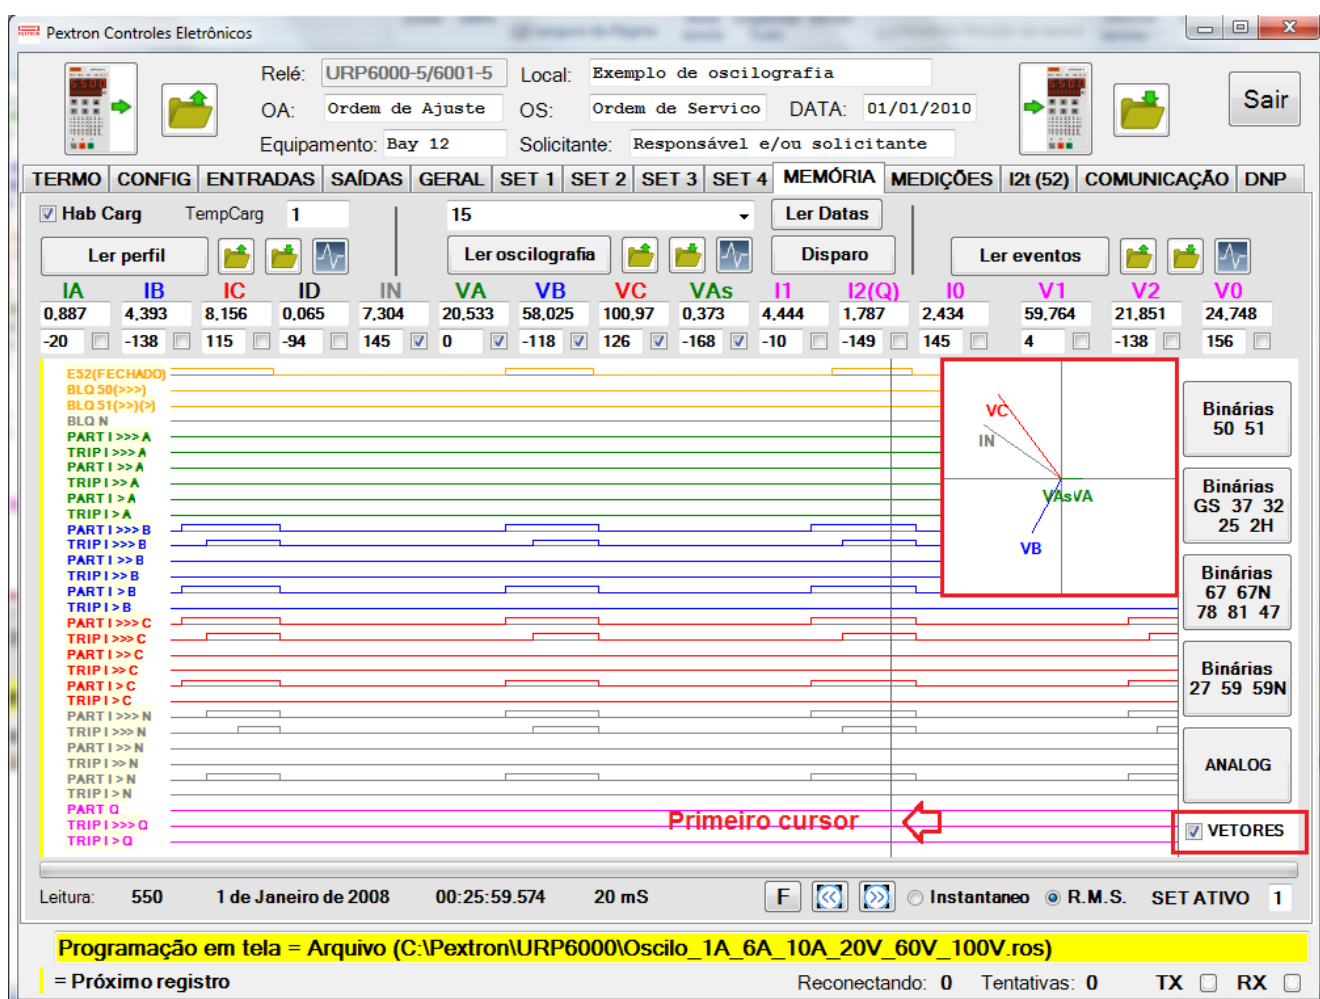 Pextron Controles Eletrônicos
Relé: URP6000-5/6001-5 Local: Exemplo de oscilografia
OA: Ordem de Ajuste OS: Ordem de Servico DATA: 01/01/2010
Equipamento: Bay 12 Solicitante: Responsável e/ou solicitante
Sair
TERMO CONFIG ENTRADAS SAÍDAS GERAL SET 1 SET 2 SET 3 SET 4 MEMÓRIA MEDIÇÕES I2t (52) COMUNICAÇÃO DNP
Hab Carg TempCarg 1 15 Ler Datas
Ler perfil Ler oscilografia Disparo Ler eventos
IA IB IC ID IN VA VB VC VAs I1 I2(Q) I0 V1 V2 V0
0,887 4,393 8,156 0,065 7,304 20,533 58,025 100,97 0,373 4,444 1,787 2,434 59,764 21,851 24,748
-20 -138 115 -94 145 0 -118 126 -168 -10 -149 145 4 -138 156
E52(FECHADO)
BLQ 50(>>>)
BLQ 51(>>)(>)
BLQ N
PART I >>> A
TRIP I >>> A
PART I >> A
TRIP I >> A
PART I > A
TRIP I > A
PART I >>> B
TRIP I >>> B
PART I >> B
TRIP I >> B
PART I > B
TRIP I > B
PART I >>> C
TRIP I >>> C
PART I >> C
TRIP I >> C
PART I > C
TRIP I > C
PART I >>> N
TRIP I >>> N
PART I >> N
TRIP I >> N
PART I > N
TRIP I > N
PART Q
TRIP I >>> Q
TRIP I > Q
VC
IN
VAs VA
VB
Binárias
50 51
Binárias
GS 37 32
25 2H
Binárias
67 67N
78 81 47
Binárias
27 59 59N
ANALOG
Primeiro cursor
VETORES
Leitura: 550 1 de Janeiro de 2008 00:25:59.574 20 mS F Instantaneo R.M.S. SET ATIVO 1
Programação em tela = Arquivo (C:\Pextron\URP6000\Oscilo_1A_6A_10A_20V_60V_100V.ros)
= Próximo registro Reconectando: 0 Tentativas: 0 TX RX